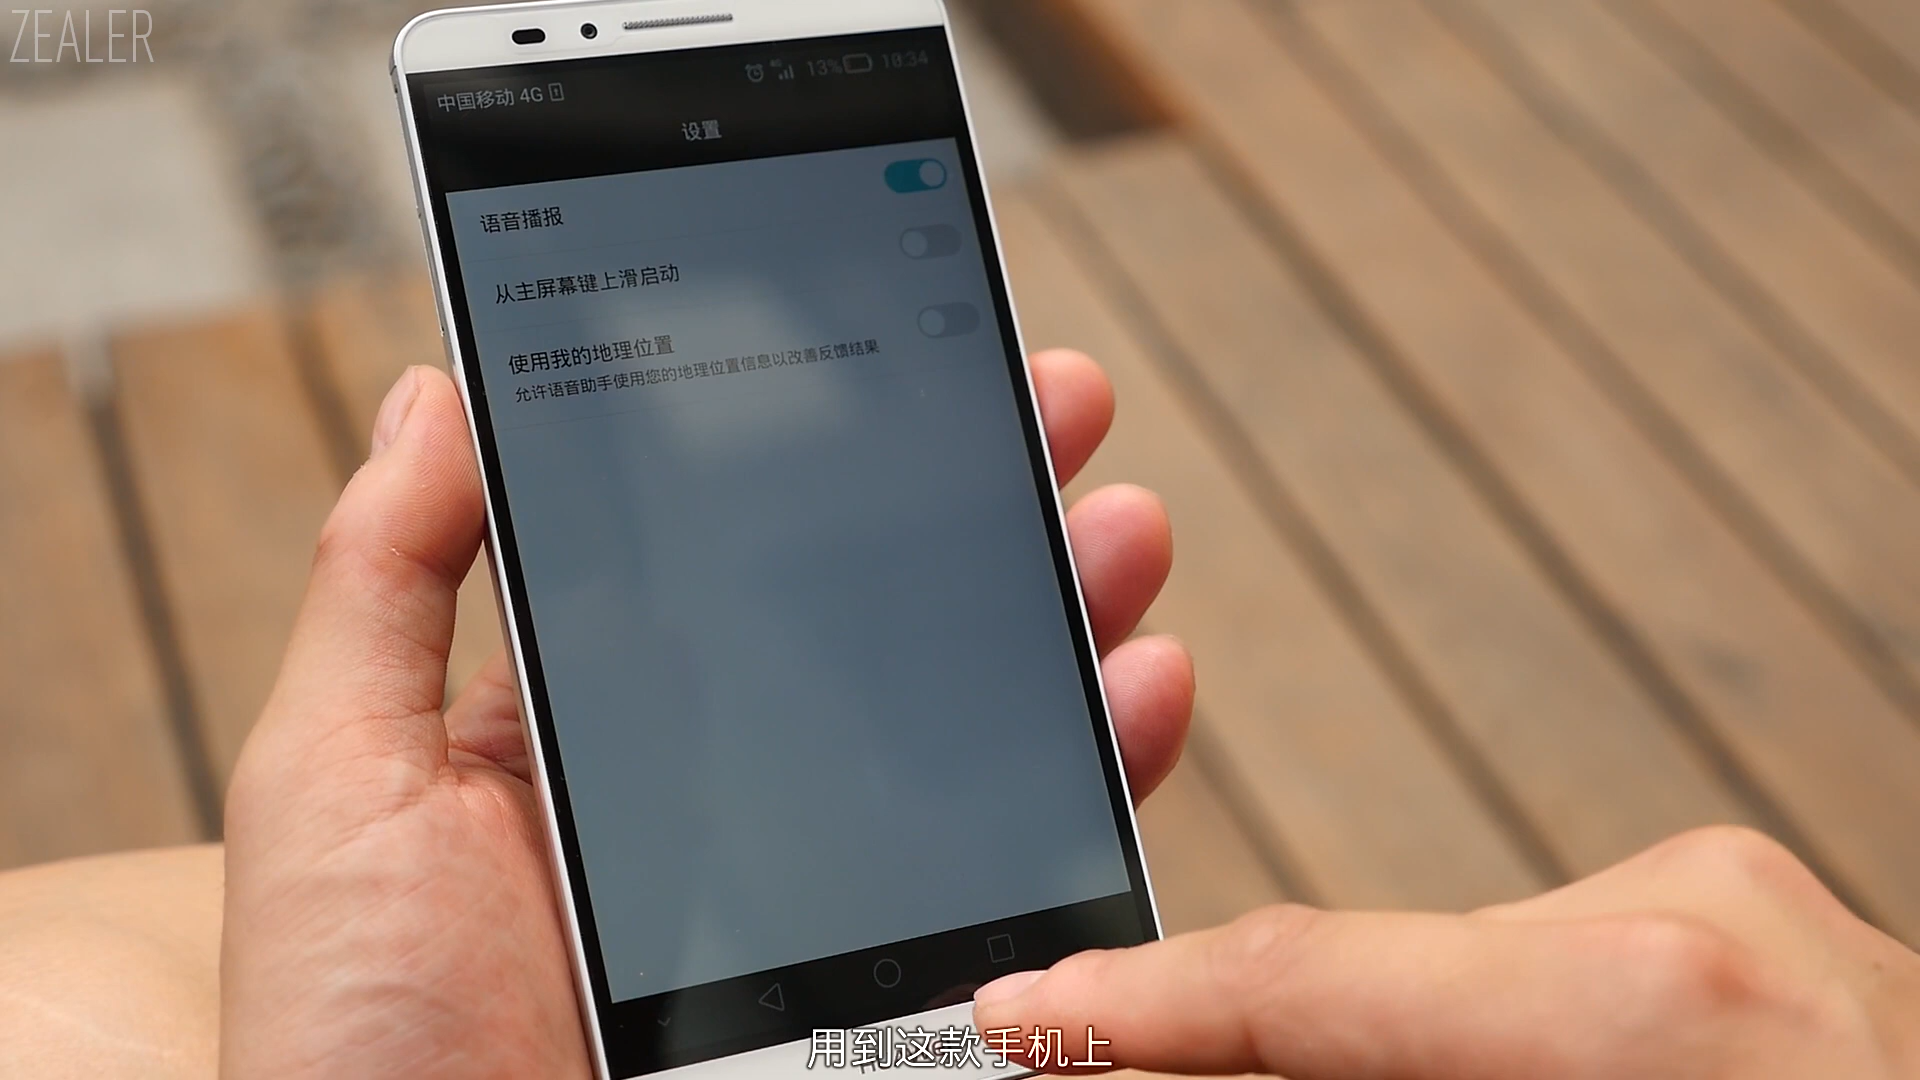 ZEALER
中国移动 4G 4G 13% 10:34
设置
语音播报
从主屏幕键上滑启动
使用我的地理位置
允许语音助手使用您的地理位置信息以改善反馈结果
用到这款手机上